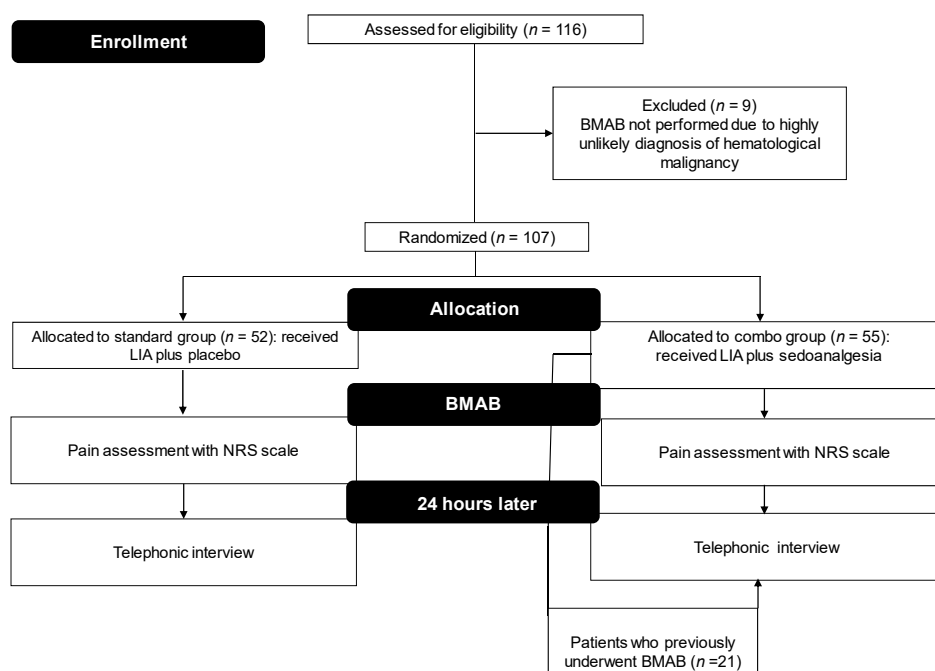 Enrollment
Assessed for eligibility (n = 116)
Excluded (n = 9)
BMAB not performed due to highly
unlikely diagnosis of hematological
malignancy
Randomized (n = 107)
Allocation
Allocated to standard group (n = 52): received
LIA plus placebo
Allocated to combo group (n = 55):
received LIA plus sedoanalgesia
BMAB
Pain assessment with NRS scale
Pain assessment with NRS scale
24 hours later
Telephonic interview
Telephonic interview
Patients who previously
underwent BMAB (n =21)